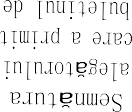 Semnătura
alegătorului
care a primit
buletinul de